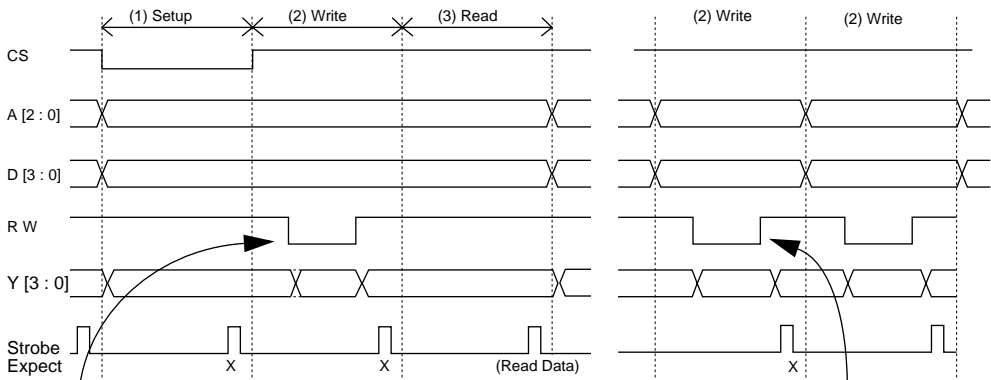 (1) Setup (2) Write (3) Read (2) Write (2) Write
CS
A [2 : 0]
D [3 : 0]
R W
Y [3 : 0]
Strobe
Expect X X (Read Data) X